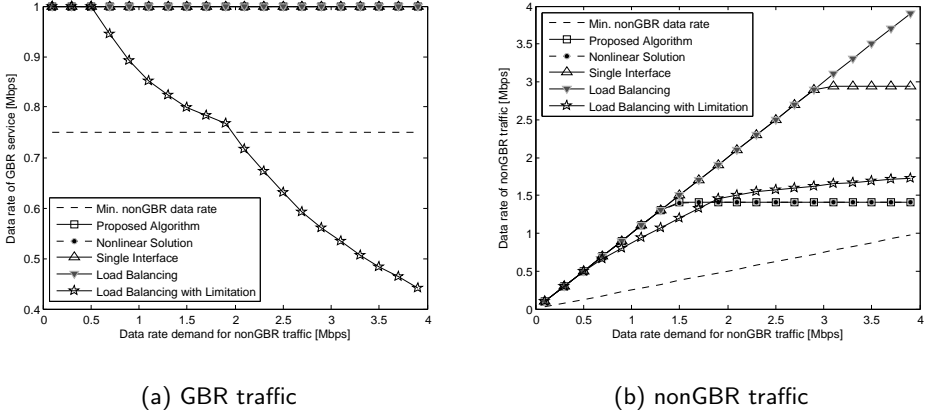 1
0.9
0.8
0.7
0.6
0.5
0.4
Data rate of GBR service [Mbps]
Min. nonGBR data rate
Proposed Algorithm
Nonlinear Solution
Single Interface
Load Balancing
Load Balancing with Limitation
0 0.5 1 1.5 2 2.5 3 3.5 4
Data rate demand for nonGBR traffic [Mbps]
(a) GBR traffic
4
3.5
3
2.5
2
1.5
1
0.5
0
Data rate of nonGBR traffic [Mbps]
Min. nonGBR data rate
Proposed Algorithm
Nonlinear Solution
Single Interface
Load Balancing
Load Balancing with Limitation
0 0.5 1 1.5 2 2.5 3 3.5 4
Data rate demand for nonGBR traffic [Mbps]
(b) nonGBR traffic